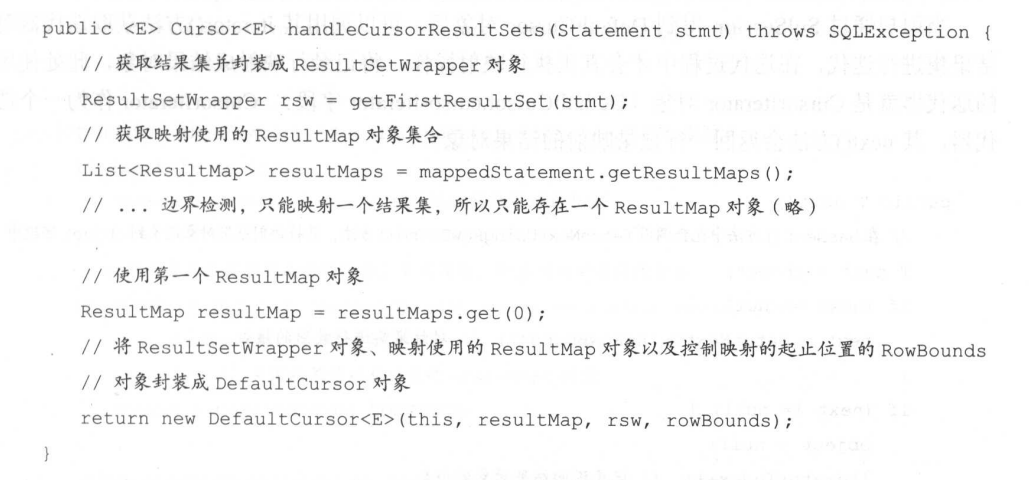 public <E> Cursor<E> handleCursorResultSets(Statement stmt) throws SQLException {
// 获取结果集并封装成 ResultSetWrapper 对象
ResultSetWrapper rsw = getFirstResultSet(stmt);
// 获取映射使用的 ResultMap 对象集合
List<ResultMap> resultMaps = mappedStatement.getResultMaps();
// ... 边界检测，只能映射一个结果集，所以只能存在一个 ResultMap 对象（略）
// 使用第一个 ResultMap 对象
ResultMap resultMap = resultMaps.get(0);
// 将 ResultSetWrapper 对象、映射使用的 ResultMap 对象以及控制映射的起止位置的 RowBounds
// 对象封装成 DefaultCursor 对象
return new DefaultCursor<E>(this, resultMap, rsw, rowBounds);
}